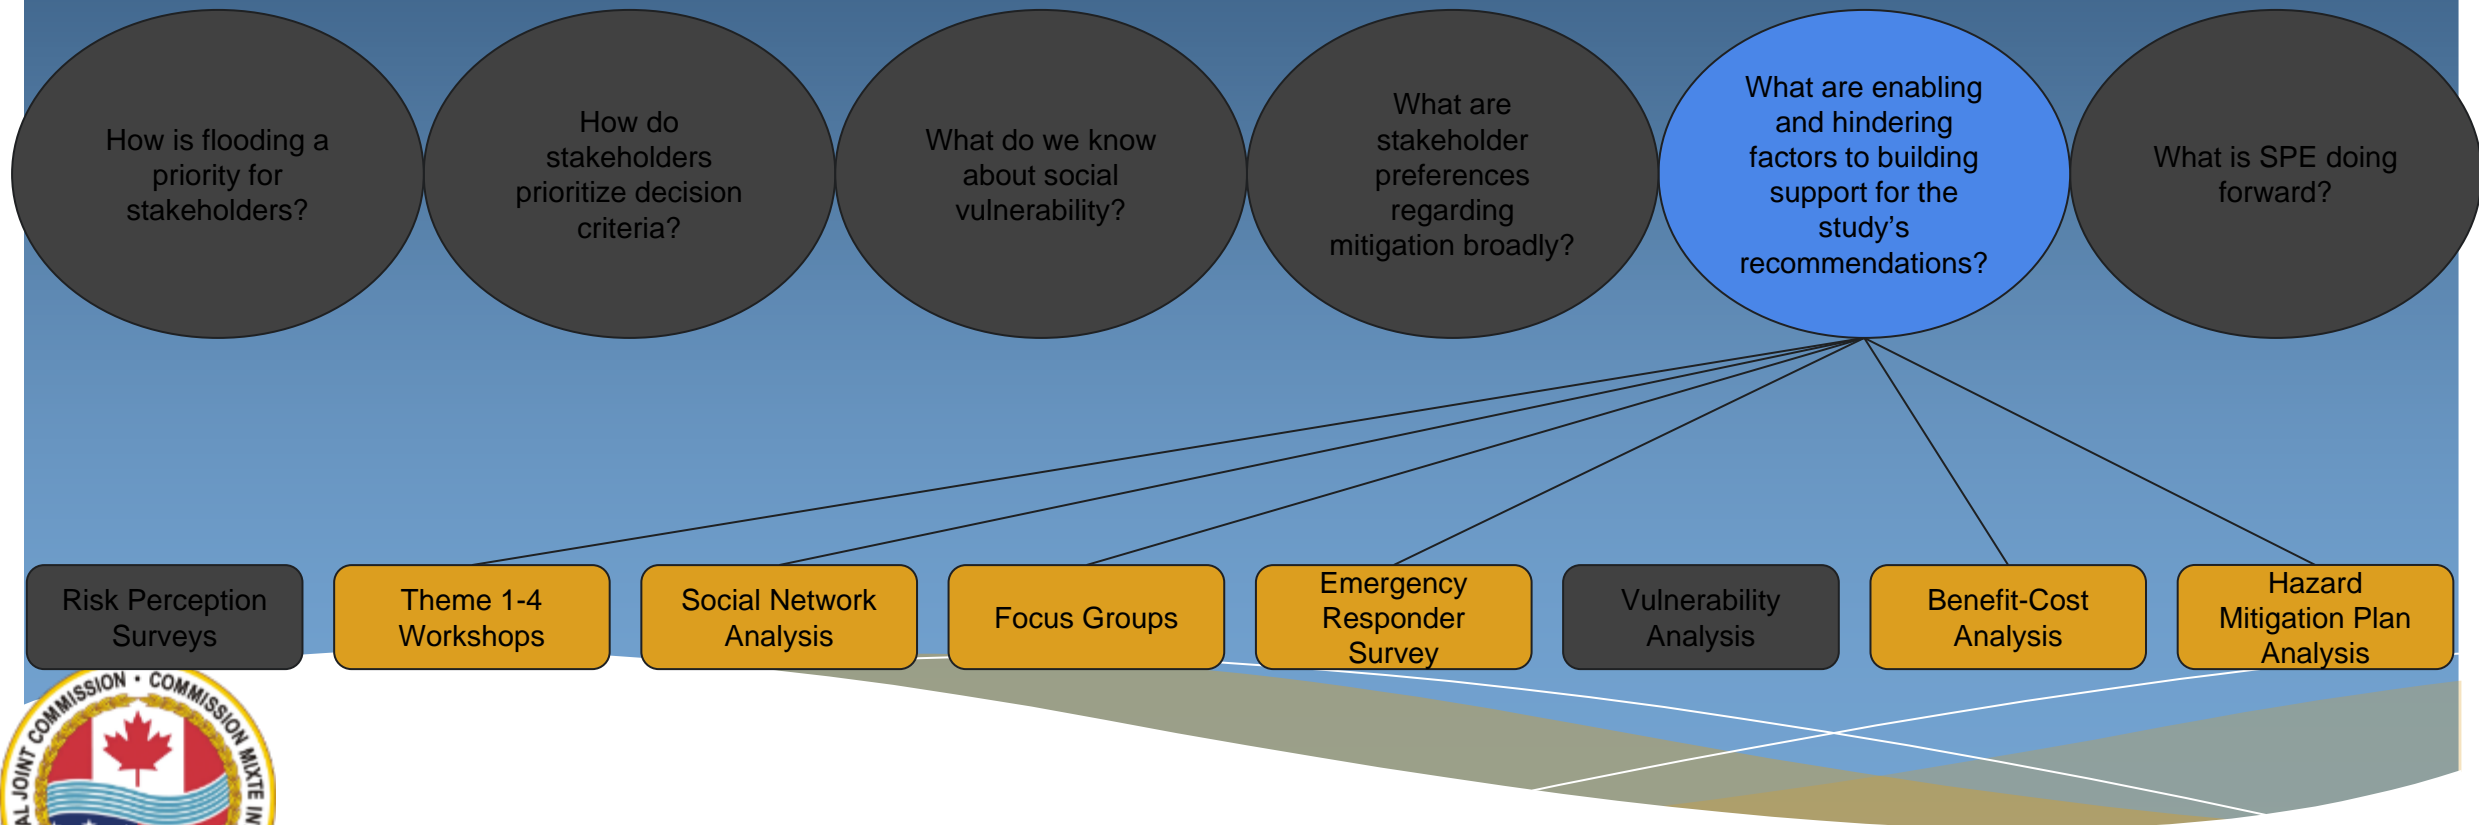 How is flooding a
priority for
stakeholders?
How do
stakeholders
prioritize decision
criteria?
What do we know
about social
vulnerability?
What are
stakeholder
preferences
regarding
mitigation broadly?
What are enabling
and hindering
factors to building
support for the
study’s
recommendations?
What is SPE doing
forward?
Risk Perception
Surveys
Theme 1-4
Workshops
Social Network
Analysis
Focus Groups
Emergency
Responder
Survey
Vulnerability
Analysis
Benefit-Cost
Analysis
Hazard
Mitigation Plan
Analysis
AL JOINT COMMISSION • COMMISSION MIXTE IN